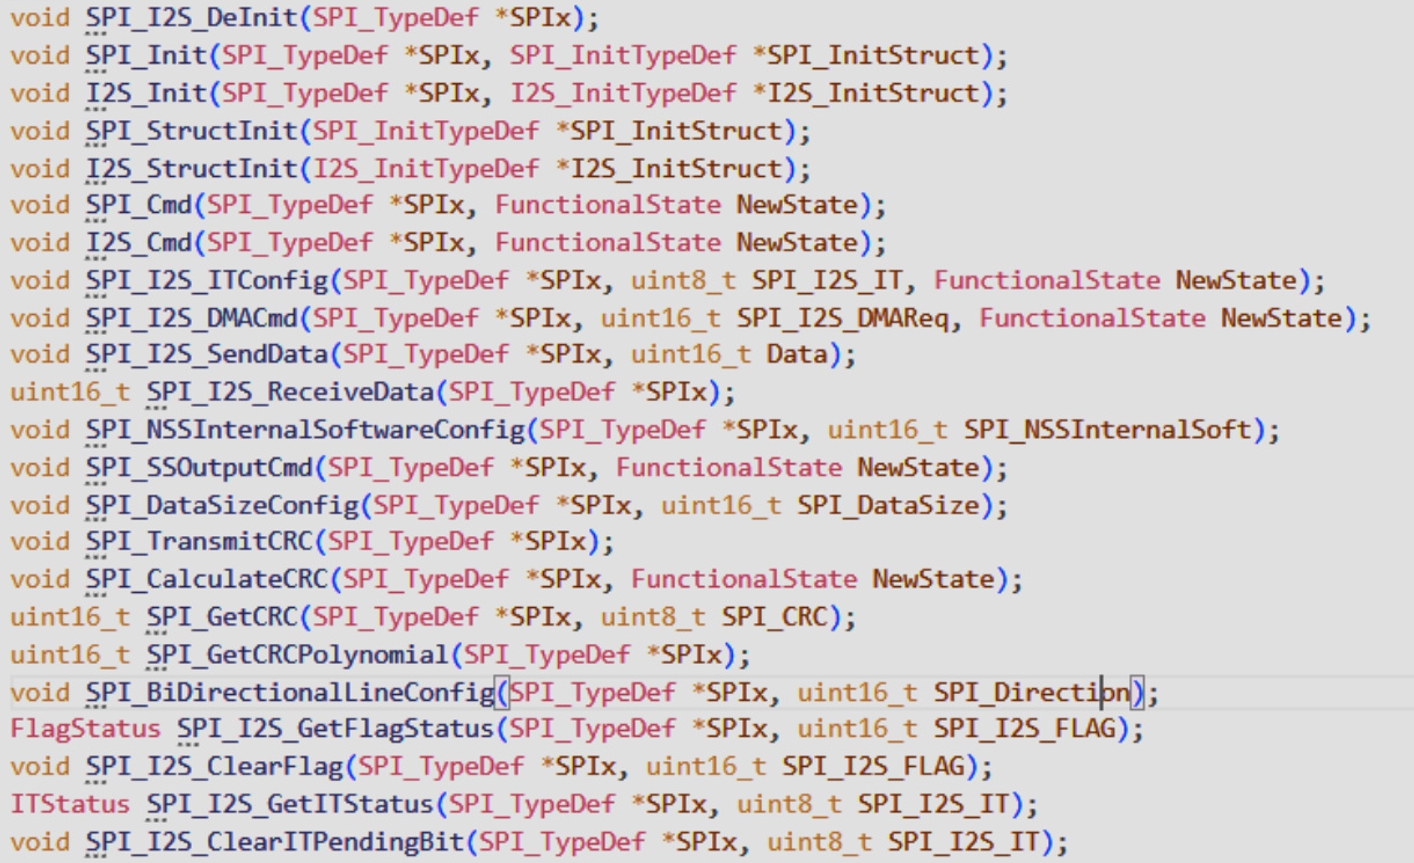 void SPI_I2S_DeInit(SPI_TypeDef *SPIx);
void SPI_Init(SPI_TypeDef *SPIx, SPI_InitTypeDef *SPI_InitStruct);
void I2S_Init(SPI_TypeDef *SPIx, I2S_InitTypeDef *I2S_InitStruct);
void SPI_StructInit(SPI_InitTypeDef *SPI_InitStruct);
void I2S_StructInit(I2S_InitTypeDef *I2S_InitStruct);
void SPI_Cmd(SPI_TypeDef *SPIx, FunctionalState NewState);
void I2S_Cmd(SPI_TypeDef *SPIx, FunctionalState NewState);
void SPI_I2S_ITConfig(SPI_TypeDef *SPIx, uint8_t SPI_I2S_IT, FunctionalState NewState);
void SPI_I2S_DMACmd(SPI_TypeDef *SPIx, uint16_t SPI_I2S_DMAReq, FunctionalState NewState);
void SPI_I2S_SendData(SPI_TypeDef *SPIx, uint16_t Data);
uint16_t SPI_I2S_ReceiveData(SPI_TypeDef *SPIx);
void SPI_NSSInternalSoftwareConfig(SPI_TypeDef *SPIx, uint16_t SPI_NSSInternalSoft);
void SPI_SSOutputCmd(SPI_TypeDef *SPIx, FunctionalState NewState);
void SPI_DataSizeConfig(SPI_TypeDef *SPIx, uint16_t SPI_DataSize);
void SPI_TransmitCRC(SPI_TypeDef *SPIx);
void SPI_CalculateCRC(SPI_TypeDef *SPIx, FunctionalState NewState);
uint16_t SPI_GetCRC(SPI_TypeDef *SPIx, uint8_t SPI_CRC);
uint16_t SPI_GetCRCPolynomial(SPI_TypeDef *SPIx);
void SPI_BiDirectionalLineConfig(SPI_TypeDef *SPIx, uint16_t SPI_Direction);
FlagStatus SPI_I2S_GetFlagStatus(SPI_TypeDef *SPIx, uint16_t SPI_I2S_FLAG);
void SPI_I2S_ClearFlag(SPI_TypeDef *SPIx, uint16_t SPI_I2S_FLAG);
ITStatus SPI_I2S_GetITStatus(SPI_TypeDef *SPIx, uint8_t SPI_I2S_IT);
void SPI_I2S_ClearITPendingBit(SPI_TypeDef *SPIx, uint8_t SPI_I2S_IT);